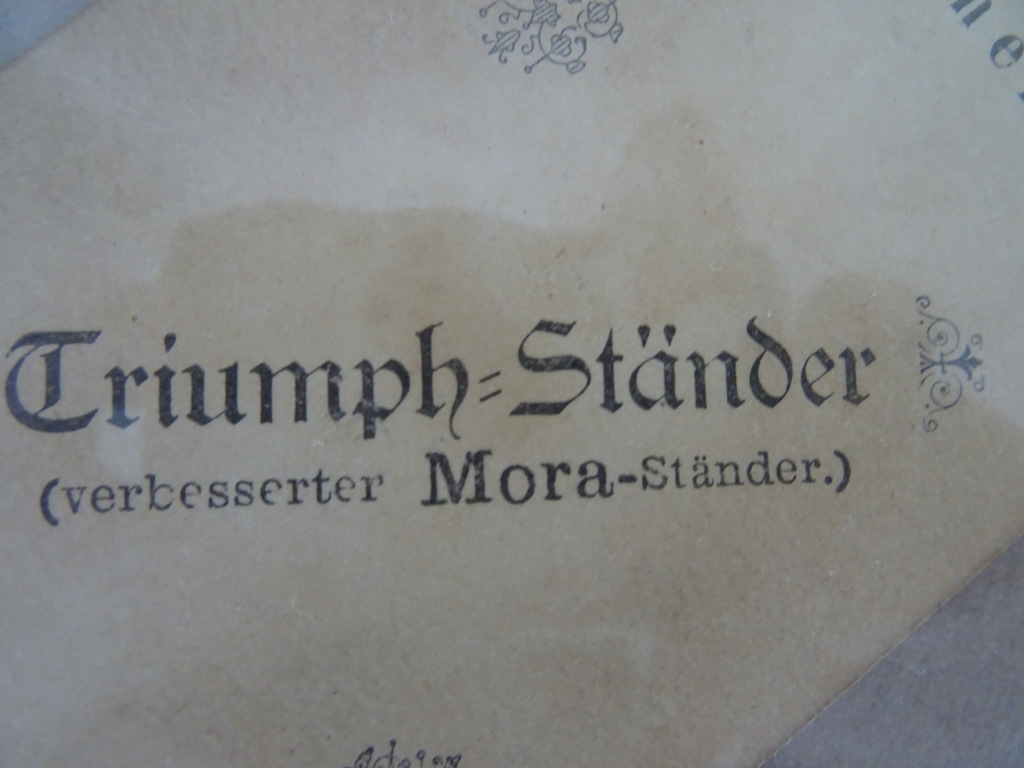 Triumph-Ständer
(verbesserter Mora-Ständer.)